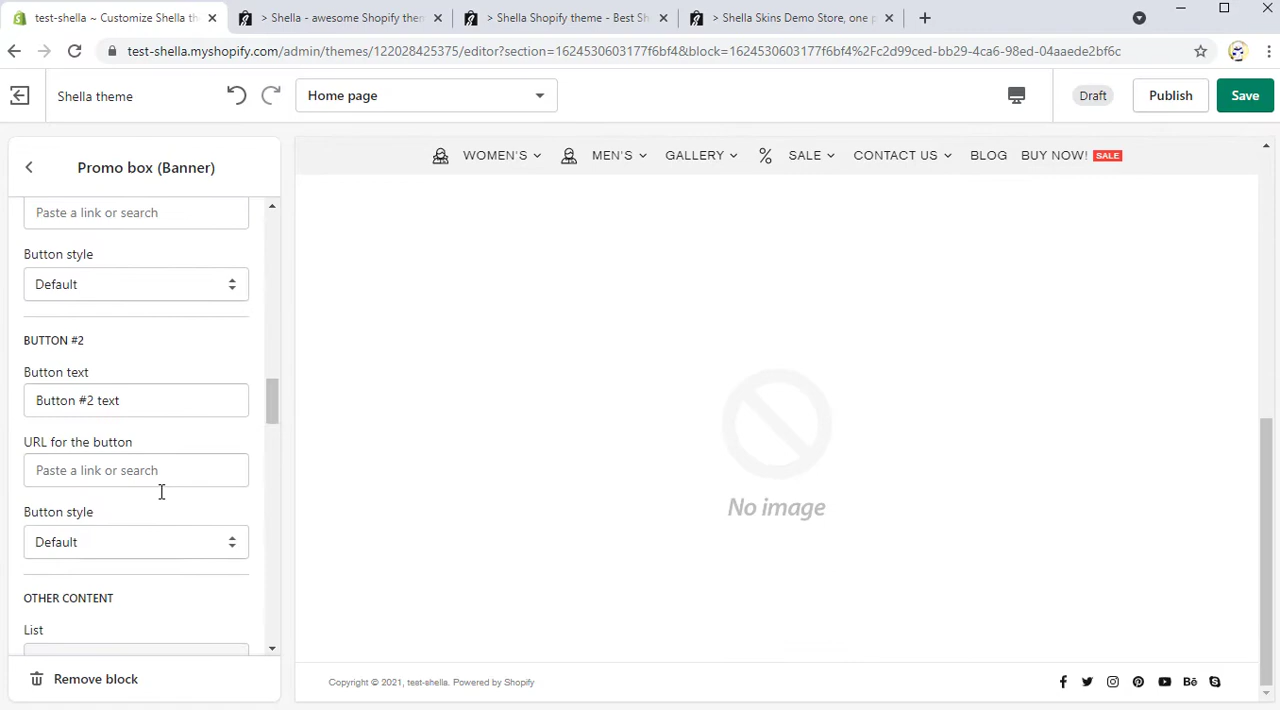 test-shella ~ Customize Shella th
> Shella - awesome Shopify them
> Shella Shopify theme - Best Sh
> Shella Skins Demo Store, one p
test-shella.myshopify.com/admin/themes/122028425375/editor?section=1624530603177f6bf4&block=1624530603177f6bf4%2Fc2d99ced-bb29-4ca6-98ed-04aaede2bf6c
Shella theme
Home page
Draft
Publish
Save
Promo box (Banner)
WOMEN'S
MEN'S
GALLERY
SALE
CONTACT US
BLOG
BUY NOW! SALE
Paste a link or search
Button style
Default
BUTTON #2
Button text
Button #2 text
URL for the button
Paste a link or search
Button style
Default
OTHER CONTENT
List
Remove block
No image
Copyright © 2021, test-shella. Powered by Shopify